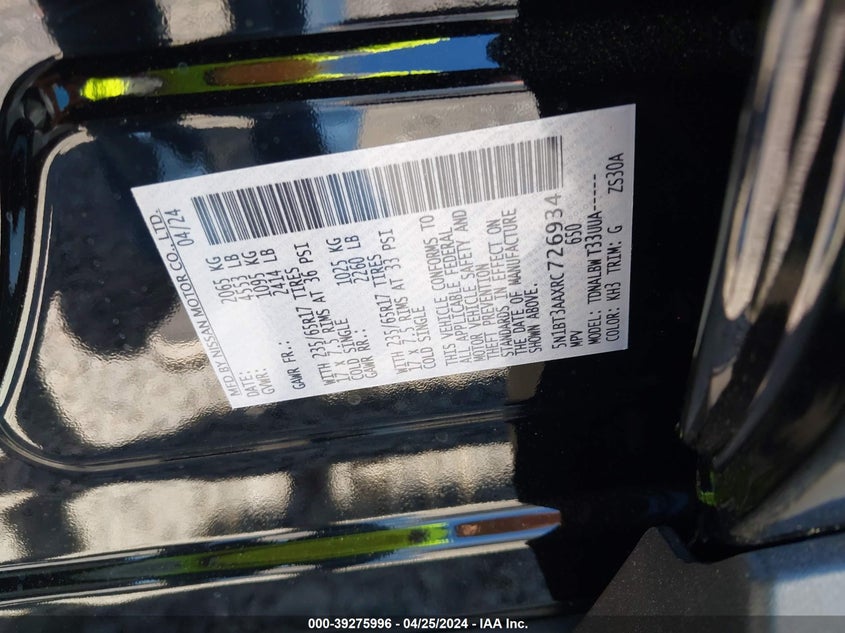 MFD BY NISSAN MOTOR CO., LTD.
DATE: 04/24
GVWR: 2065 KG
4553 LB
GAWR FR.: 1095 KG
2414 LB
WITH 235/65R17 TIRES
17 X 7.5 RIMS AT 36 PSI
COLD SINGLE
GAWR RR.: 1025 KG
2260 LB
WITH 235/65R17 TIRES
17 X 7.5 RIMS AT 33 PSI
COLD SINGLE
THIS VEHICLE CONFORMS TO
ALL APPLICABLE FEDERAL
MOTOR VEHICLE SAFETY AND
THEFT PREVENTION
STANDARDS IN EFFECT ON
THE DATE OF MANUFACTURE
SHOWN ABOVE.
5N1BT3AAXRC726934
MPV 650
MODEL: TDNALBW T33UUA-----
COLOR: KH3 TRIM: G ZS30A
000-39275996 - 04/25/2024 - IAA Inc.